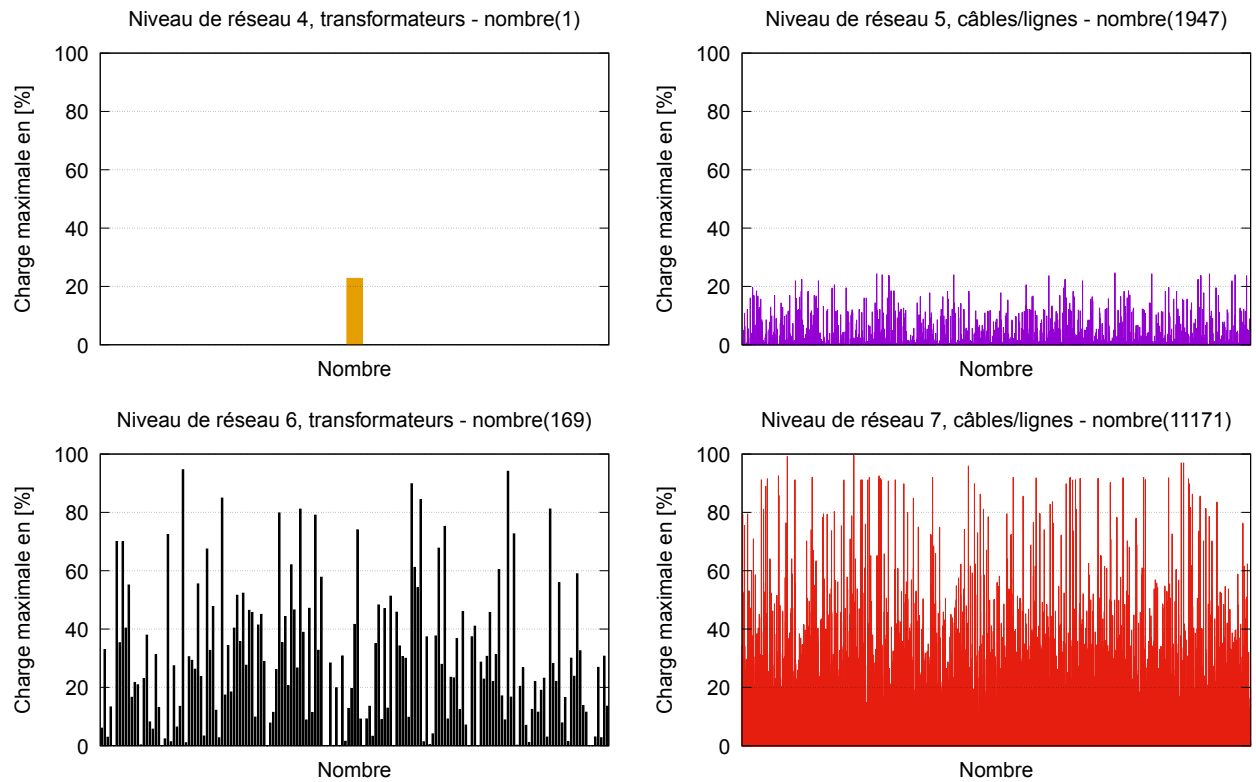 Niveau de réseau 4, transformateurs - nombre(1)
100
80
60
40
20
0
Charge maximale en [%]
Nombre
Niveau de réseau 5, câbles/lignes - nombre(1947)
100
80
60
40
20
0
Charge maximale en [%]
Nombre
Niveau de réseau 6, transformateurs - nombre(169)
100
80
60
40
20
0
Charge maximale en [%]
Nombre
Niveau de réseau 7, câbles/lignes - nombre(11171)
100
80
60
40
20
0
Charge maximale en [%]
Nombre